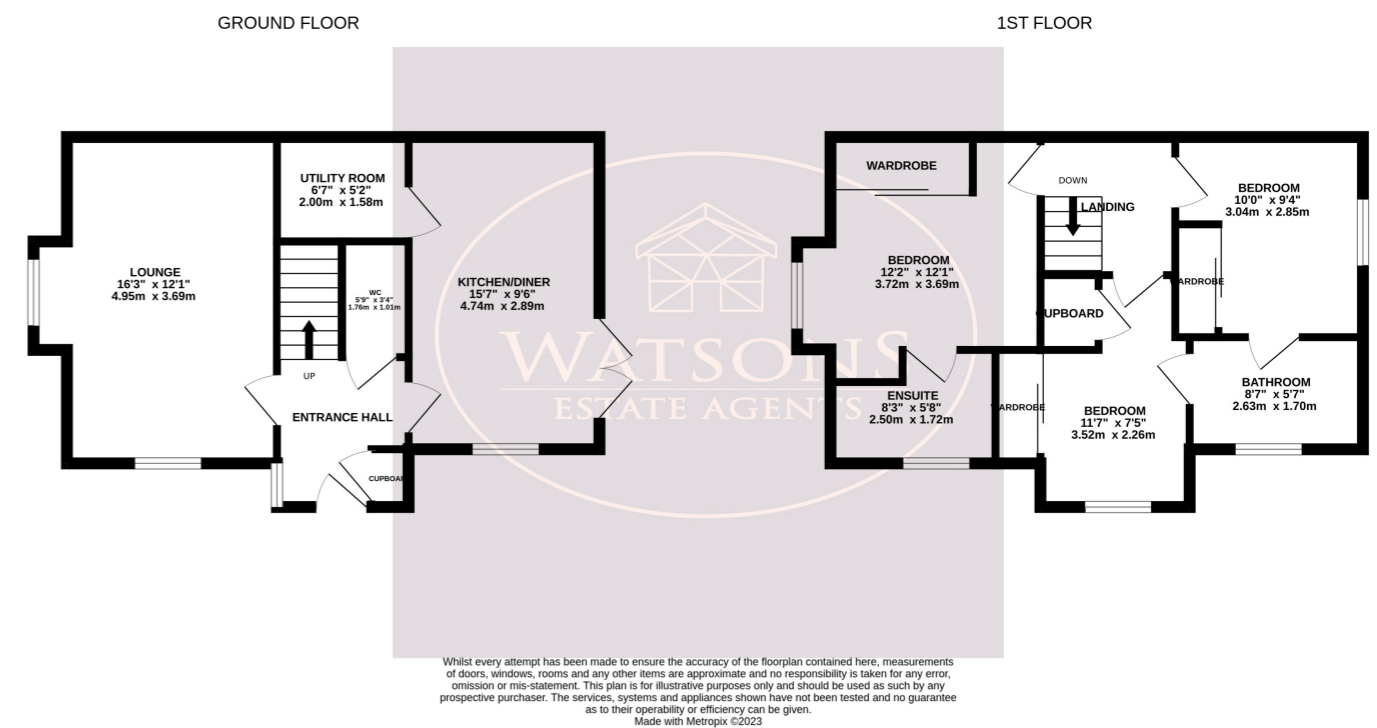 GROUND FLOOR
1ST FLOOR
UTILITY ROOM
6'7" x 5'2"
2.00m x 1.58m
LOUNGE
16'3" x 12'1"
4.95m x 3.69m
WC
5'9" x 3'4"
1.76m x 1.01m
KITCHEN/DINER
15'7" x 9'6"
4.74m x 2.89m
UP
ENTRANCE HALL
CUPBOAR
WATSONS
ESTATE AGENTS
WARDROBE
DOWN
LANDING
BEDROOM
10'0" x 9'4"
3.04m x 2.85m
BEDROOM
12'2" x 12'1"
3.72m x 3.69m
WARDROBE
CUPBOARD
ENSUITE
8'3" x 5'8"
2.50m x 1.72m
WARDROBE
BEDROOM
11'7" x 7'5"
3.52m x 2.26m
BATHROOM
8'7" x 5'7"
2.63m x 1.70m
Whilst every attempt has been made to ensure the accuracy of the floorplan contained here, measurements
of doors, windows, rooms and any other items are approximate and no responsibility is taken for any error,
omission or mis-statement. This plan is for illustrative purposes only and should be used as such by any
prospective purchaser. The services, systems and appliances shown have not been tested and no guarantee
as to their operability or efficiency can be given.
Made with Metropix ©2023